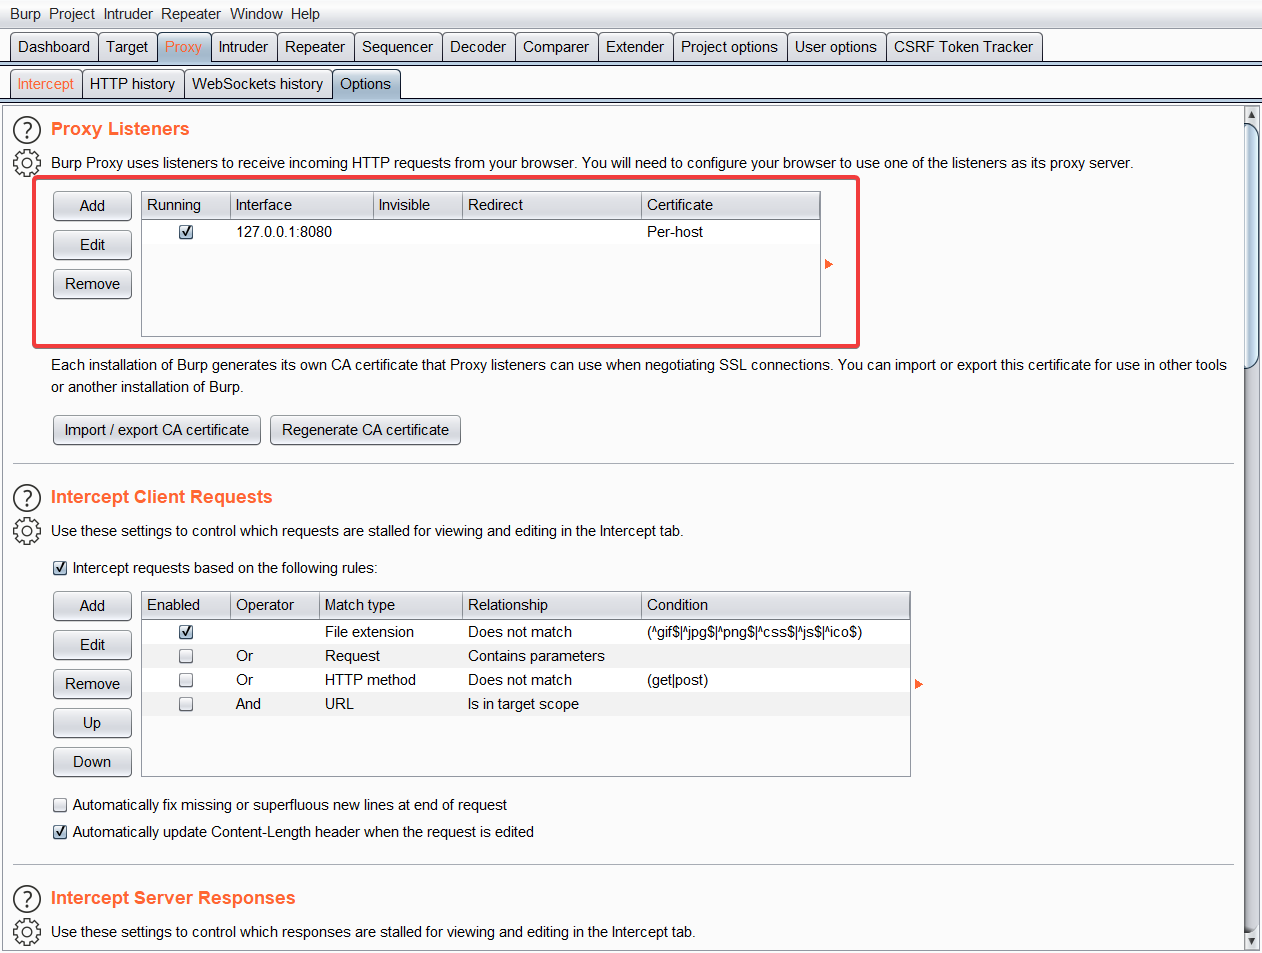 Burp Project Intruder Repeater Window Help
Dashboard Target Proxy Intruder Repeater Sequencer Decoder Comparer Extender Project options User options CSRF Token Tracker
Intercept HTTP history WebSockets history Options
? Proxy Listeners
Burp Proxy uses listeners to receive incoming HTTP requests from your browser. You will need to configure your browser to use one of the listeners as its proxy server.
Add Running Interface Invisible Redirect Certificate
127.0.0.1:8080 Per-host
Edit
Remove
Each installation of Burp generates its own CA certificate that Proxy listeners can use when negotiating SSL connections. You can import or export this certificate for use in other tools
or another installation of Burp.
Import / export CA certificate Regenerate CA certificate
? Intercept Client Requests
Use these settings to control which requests are stalled for viewing and editing in the Intercept tab.
Intercept requests based on the following rules:
Add Enabled Operator Match type Relationship Condition
File extension Does not match (^gif$|^jpg$|^png$|^css$|^js$|^ico$)
Edit Or Request Contains parameters
Remove Or HTTP method Does not match (get|post)
And URL Is in target scope
Up
Down
Automatically fix missing or superfluous new lines at end of request
Automatically update Content-Length header when the request is edited
? Intercept Server Responses
Use these settings to control which responses are stalled for viewing and editing in the Intercept tab.